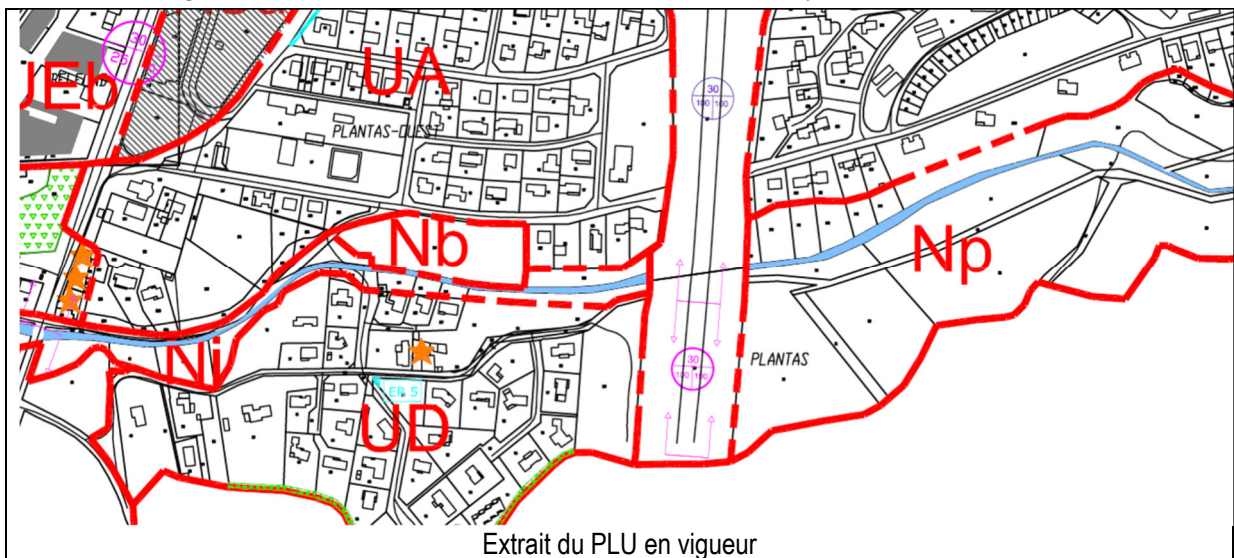 30
25
UEb
UA
PLANTAS-OUEST
30
100 100
Nb
Np
Ni
PLANTAS
30
100 100
ER 5
UD
Extrait du PLU en vigueur